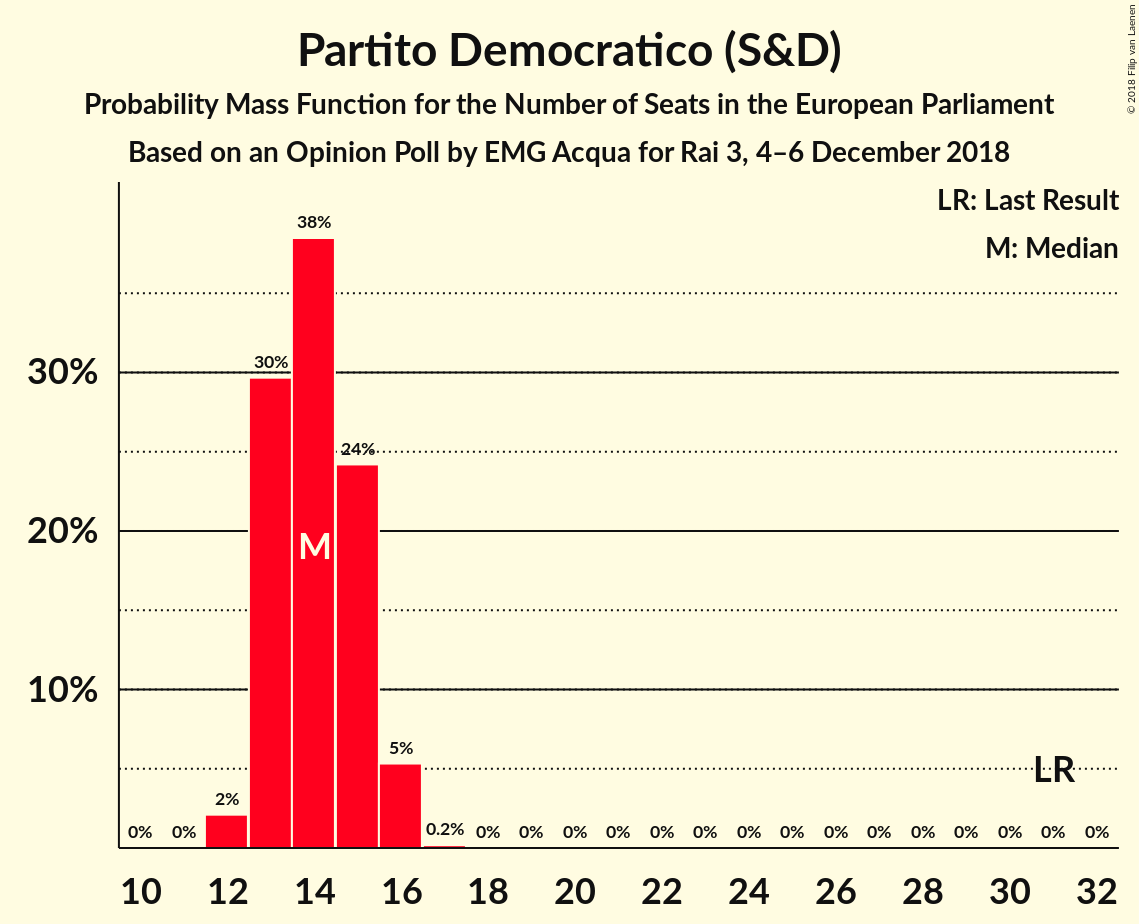 Partito Democratico (S&D)
Probability Mass Function for the Number of Seats in the European Parliament
Based on an Opinion Poll by EMG Acqua for Rai 3, 4–6 December 2018
© 2018 Filip van Laenen
LR: Last Result
M: Median
38%
30%
30%
24%
20%
M
10%
5%
LR
2%
0% 0% 0.2% 0% 0% 0% 0% 0% 0% 0% 0% 0% 0% 0% 0% 0% 0% 0%
10 12 14 16 18 20 22 24 26 28 30 32